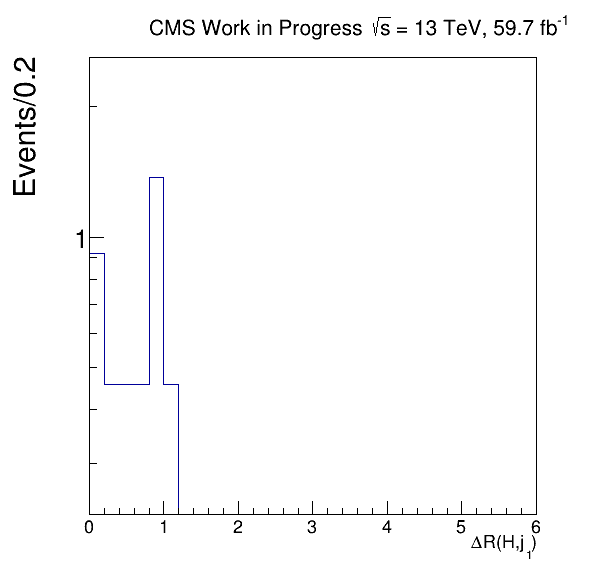 CMS Work in Progress √s = 13 TeV, 59.7 fb⁻¹
Events/0.2
1
0 1 2 3 4 5 6
ΔR(H,j₁)